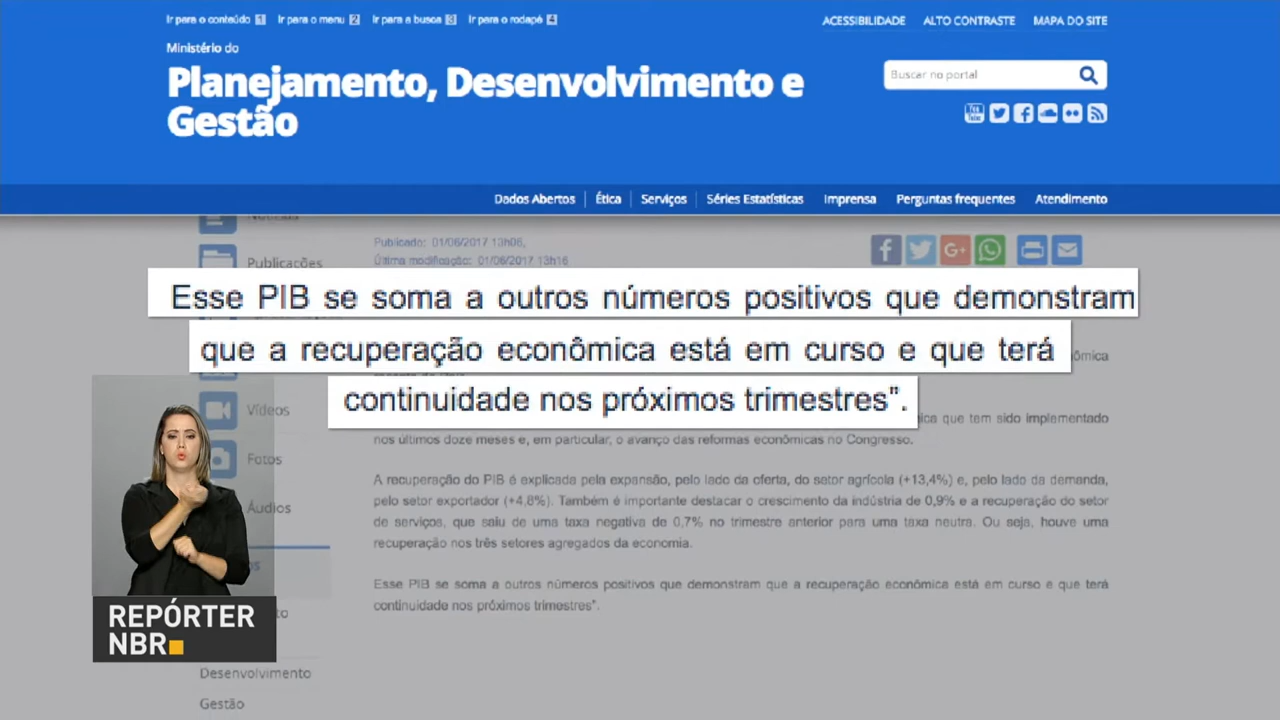 Ir para o conteúdo 1 Ir para o menu 2 Ir para a busca 3 Ir para o rodapé 4
ACESSIBILIDADE ALTO CONTRASTE MAPA DO SITE
Ministério do
Planejamento, Desenvolvimento e
Gestão
Buscar no portal
You Tube
Dados Abertos Ética Serviços Séries Estatísticas Imprensa Perguntas frequentes Atendimento
Notícias
Publicado: 01/06/2017 13h06,
Última modificação: 01/06/2017 13h16
Publicações
Esse PIB se soma a outros números positivos que demonstram
que a recuperação econômica está em curso e que terá
continuidade nos próximos trimestres”.
Vídeos
Fotos
Áudios
que tem sido implementado
nos últimos doze meses e, em particular, o avanço das reformas econômicas no Congresso.
A recuperação do PIB é explicada pela expansão, pelo lado da oferta, do setor agrícola (+13,4%) e, pelo lado da demanda,
pelo setor exportador (+4,8%). Também é importante destacar o crescimento da indústria de 0,9% e a recuperação do setor
de serviços, que saiu de uma taxa negativa de 0,7% no trimestre anterior para uma taxa neutra. Ou seja, houve uma
recuperação nos três setores agregados da economia.
Esse PIB se soma a outros números positivos que demonstram que a recuperação econômica está em curso e que terá
continuidade nos próximos trimestres”.
REPÓRTER
NBR
Desenvolvimento
Gestão